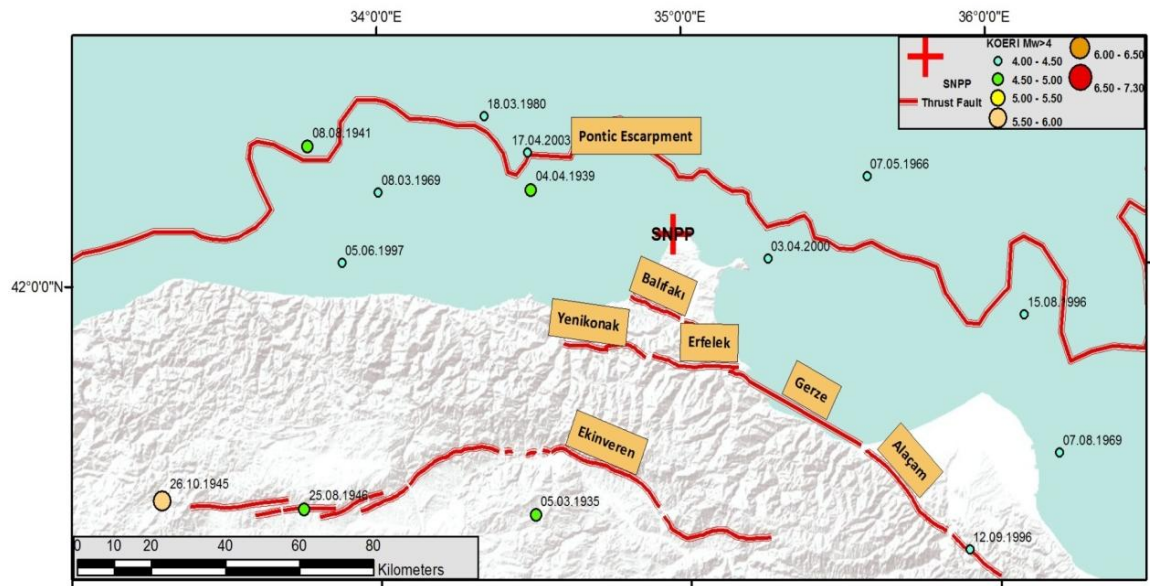 34°0'0"E
35°0'0"E
36°0'0"E
KOERI Mw>4
SNPP
Thrust Fault
4.00 - 4.50
4.50 - 5.00
5.00 - 5.50
5.50 - 6.00
6.00 - 6.50
6.50 - 7.30
18.03.1980
08.08.1941
17.04.2003
Pontic Escarpment
08.03.1969
04.04.1939
07.05.1966
SNPP
05.06.1997
03.04.2000
42°0'0"N
Balıfakı
15.08.1996
Yenikonak
Erfelek
Gerze
Ekinveren
Alaçam
07.08.1969
26.10.1945
25.08.1946
05.03.1935
12.09.1996
0 10 20 40 60 80
Kilometers